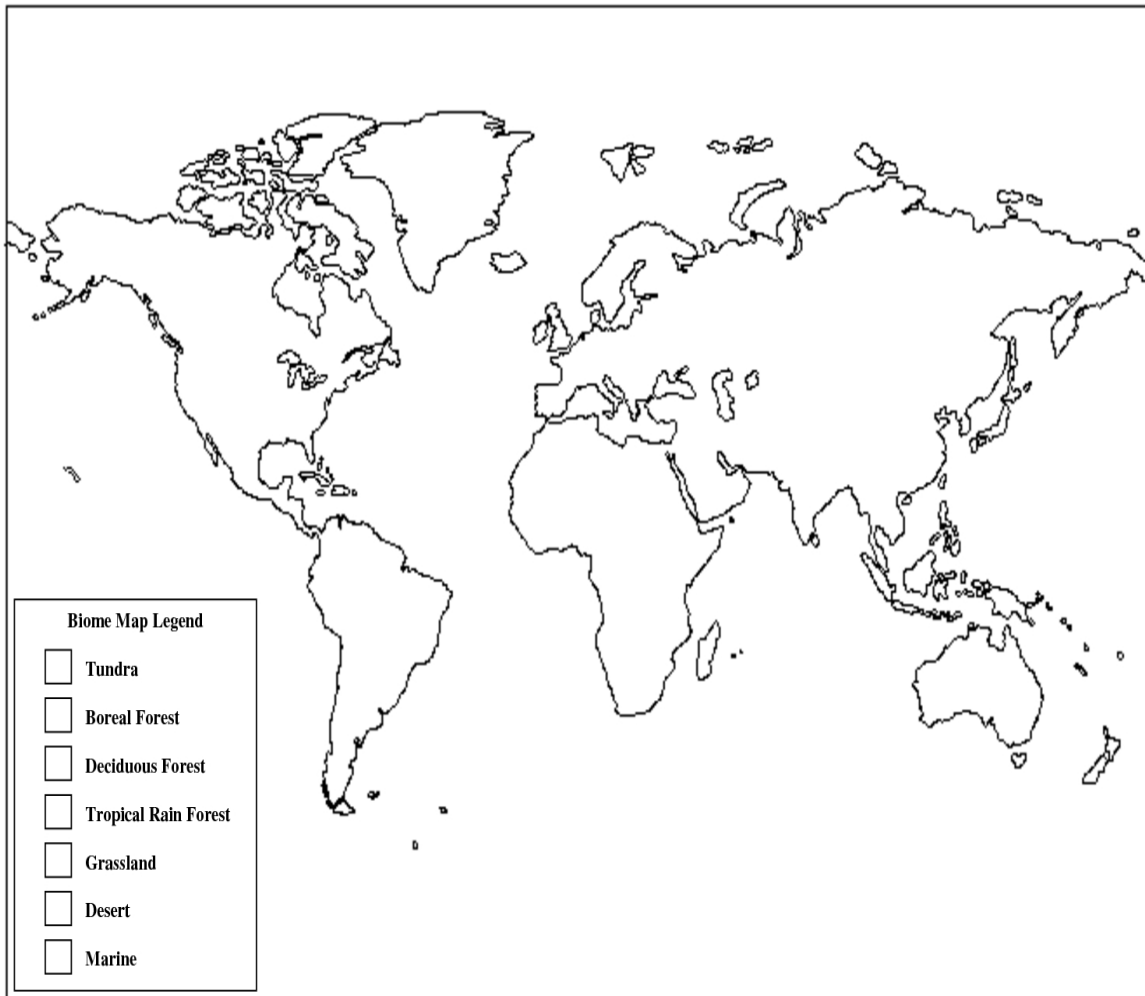 Biome Map Legend
Tundra
Boreal Forest
Deciduous Forest
Tropical Rain Forest
Grassland
Desert
Marine